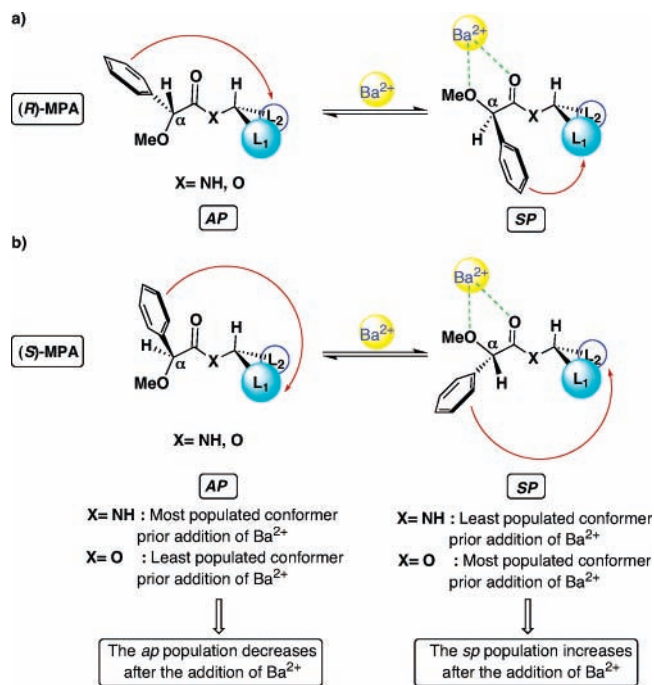 a)
Ba2+
H
O
(R)-MPA
α
X
L2
L1
MeO
Ba2+
MeO
O
H
α
X
L2
L1
H
X= NH, O
AP
SP
b)
Ba2+
H
O
(S)-MPA
H
α
X
L2
L1
MeO
Ba2+
MeO
O
H
α
X
L2
L1
H
X= NH, O
AP
SP
X= NH : Most populated conformer
prior addition of Ba2+
X= O : Least populated conformer
prior addition of Ba2+
X= NH : Least populated conformer
prior addition of Ba2+
X= O : Most populated conformer
prior addition of Ba2+
The ap population decreases
after the addition of Ba2+
The sp population increases
after the addition of Ba2+